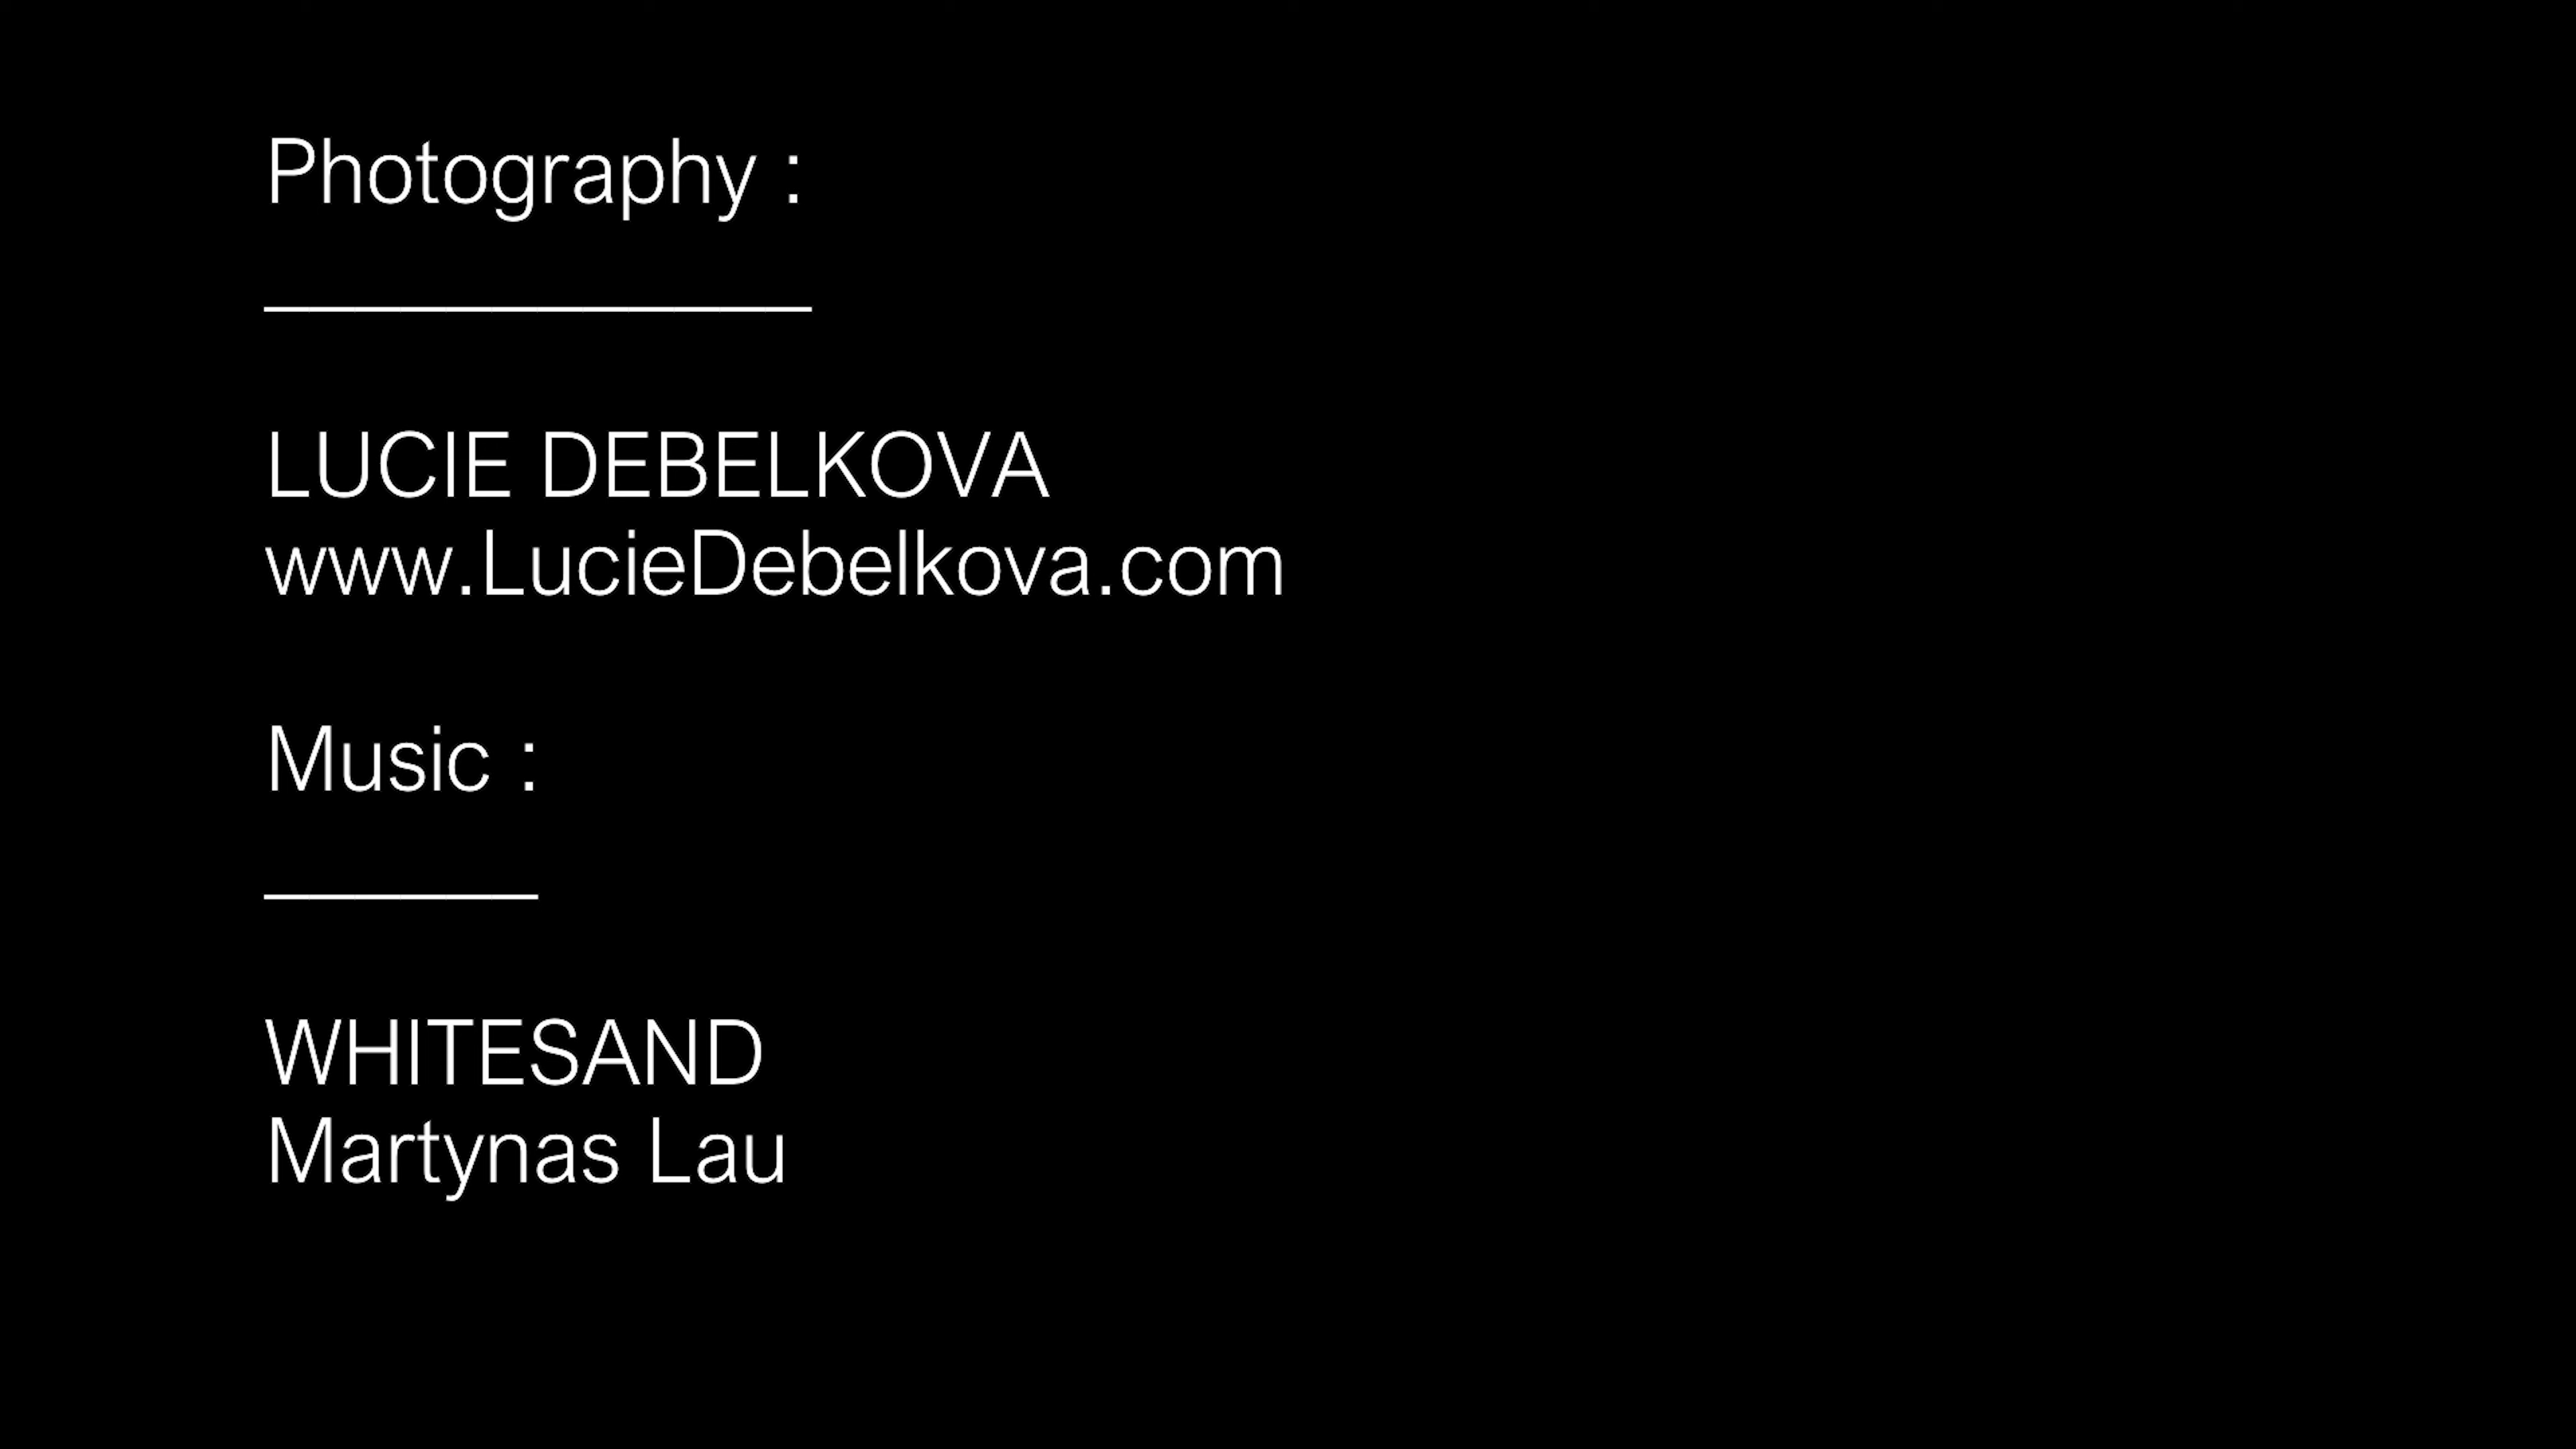 Photography :
LUCIE DEBELKOVA
www.LucieDebelkova.com
Music :
WHITESAND
Martynas Lau